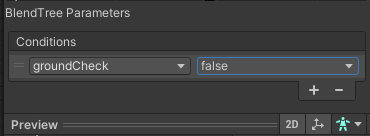 BlendTree Parameters
Conditions
groundCheck false
+ −
Preview 2D